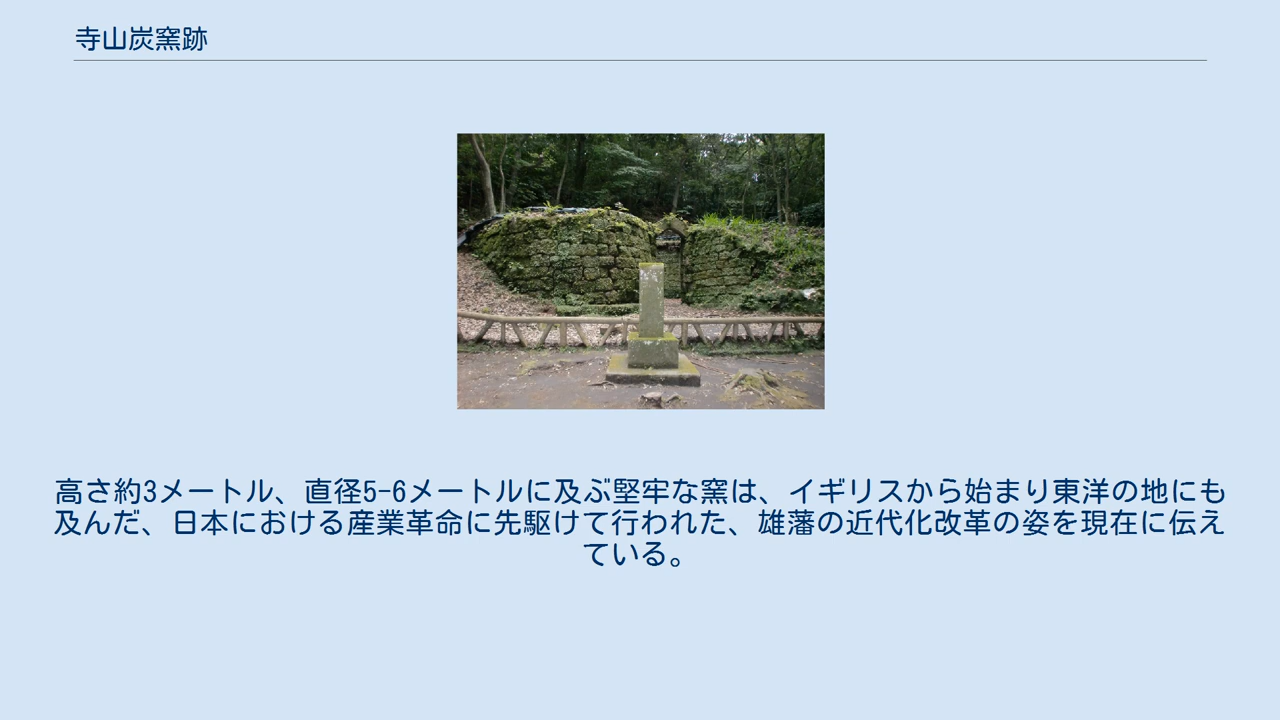 寺山炭窯跡
高さ約3メートル、直径5-6メートルに及ぶ堅牢な窯は、イギリスから始まり東洋の地にも
及んだ、日本における産業革命に先駆けて行われた、雄藩の近代化改革の姿を現在に伝え
ている。